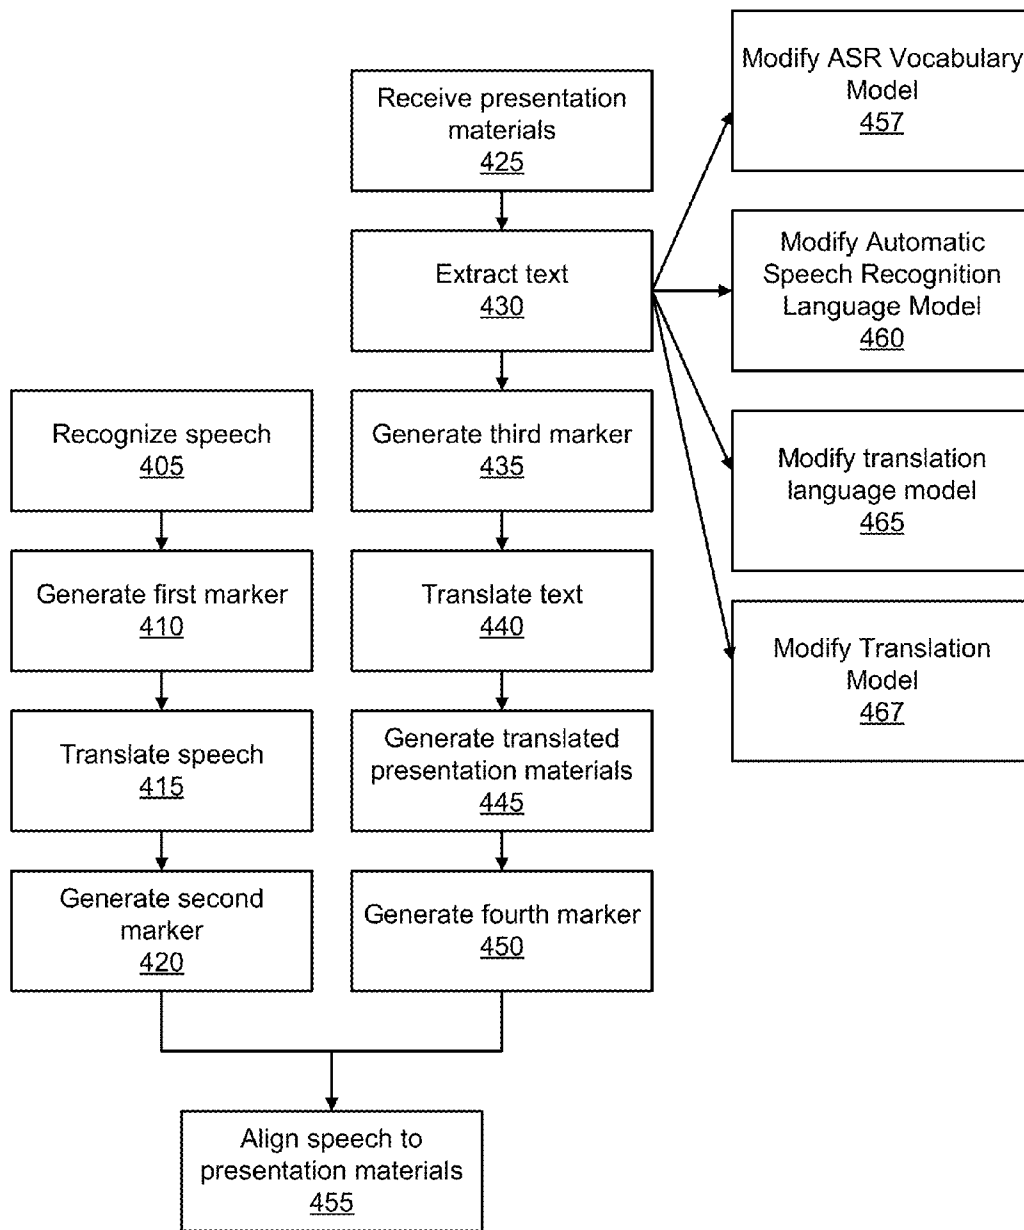 Modify ASR Vocabulary
Model
457
Receive presentation
materials
425
Modify Automatic
Speech Recognition
Language Model
460
Extract text
430
Recognize speech
405
Generate third marker
435
Modify translation
language model
465
Generate first marker
410
Translate text
440
Modify Translation
Model
467
Translate speech
415
Generate translated
presentation materials
445
Generate second
marker
420
Generate fourth marker
450
Align speech to
presentation materials
455